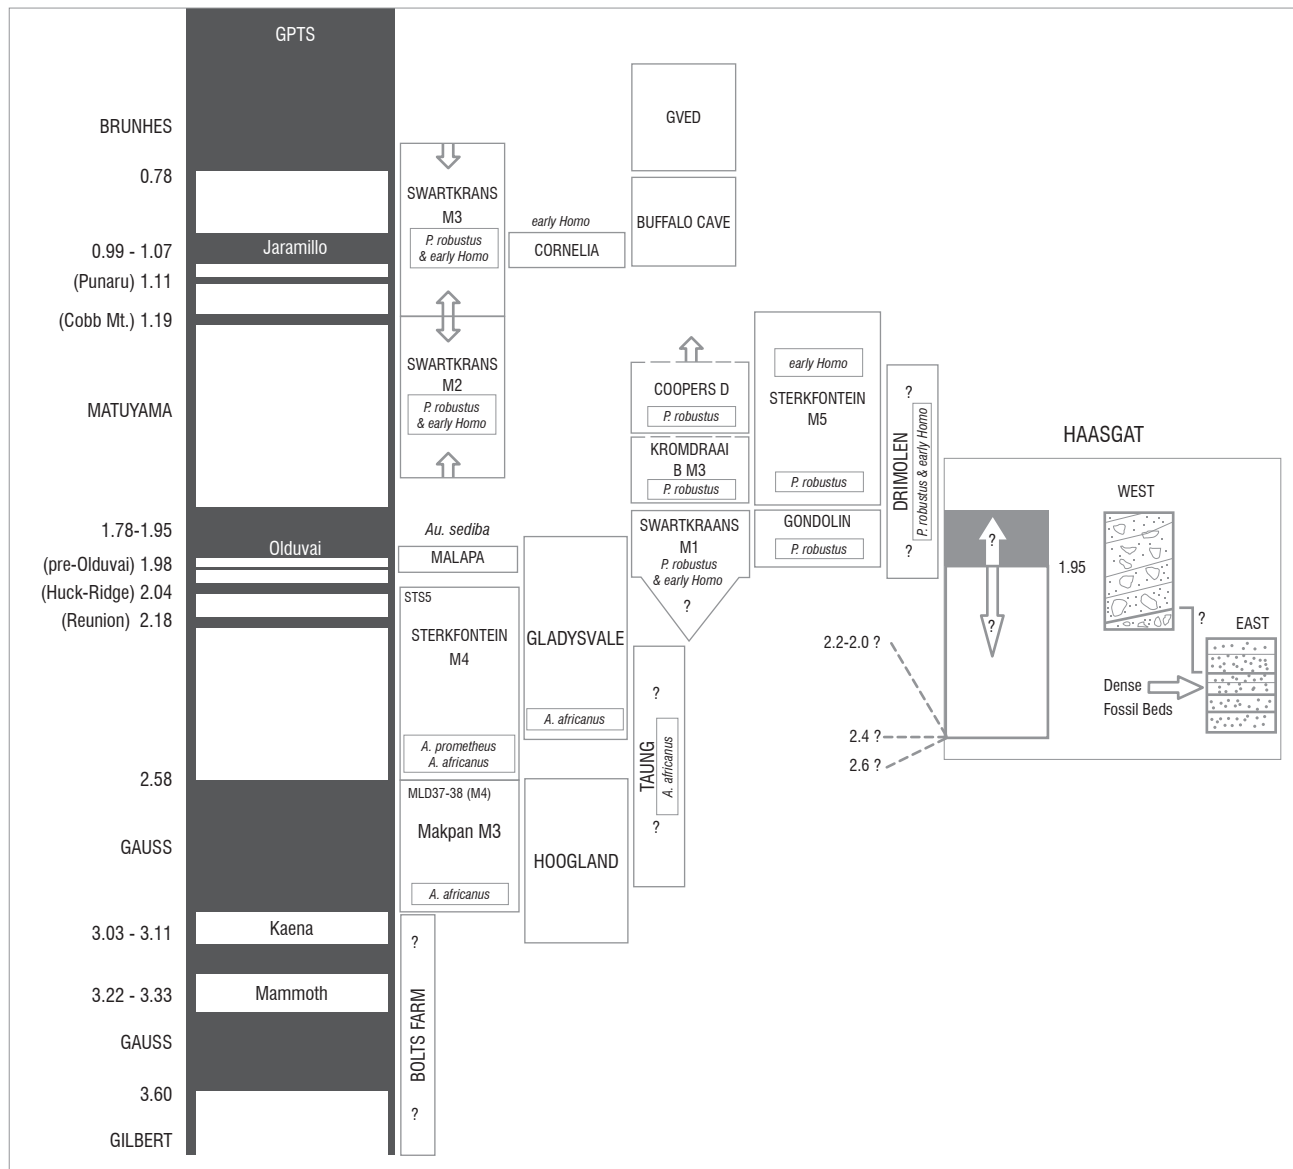 GPTS
BRUNHES
0.78
0.99 - 1.07
Jaramillo
(Punaru) 1.11
(Cobb Mt.) 1.19
MATUYAMA
1.78-1.95
Olduvai
(pre-Olduvai) 1.98
(Huck-Ridge) 2.04
(Reunion) 2.18
2.58
GAUSS
3.03 - 3.11
Kaena
3.22 - 3.33
Mammoth
GAUSS
3.60
GILBERT
SWARTKRANS
M3
P. robustus
& early Homo
SWARTKRANS
M2
P. robustus
& early Homo
early Homo
CORNELIA
GVED
BUFFALO CAVE
Au. sediba
MALAPA
STS5
STERKFONTEIN
M4
A. prometheus
A. africanus
MLD37-38 (M4)
Makpan M3
A. africanus
?
BOLTS FARM
?
GLADYSVALE
A. africanus
HOOGLAND
COOPERS D
P. robustus
KROMDRAAI
B M3
P. robustus
SWARTKRAANS
M1
P. robustus
& early Homo
?
?
TAUNG
A. africanus
?
early Homo
STERKFONTEIN
M5
P. robustus
GONDOLIN
P. robustus
?
DRIMOLEN
P. robustus & early Homo
?
HAASGAT
?
1.95
?
2.2-2.0 ?
2.4 ?
2.6 ?
WEST
?
EAST
Dense
Fossil Beds